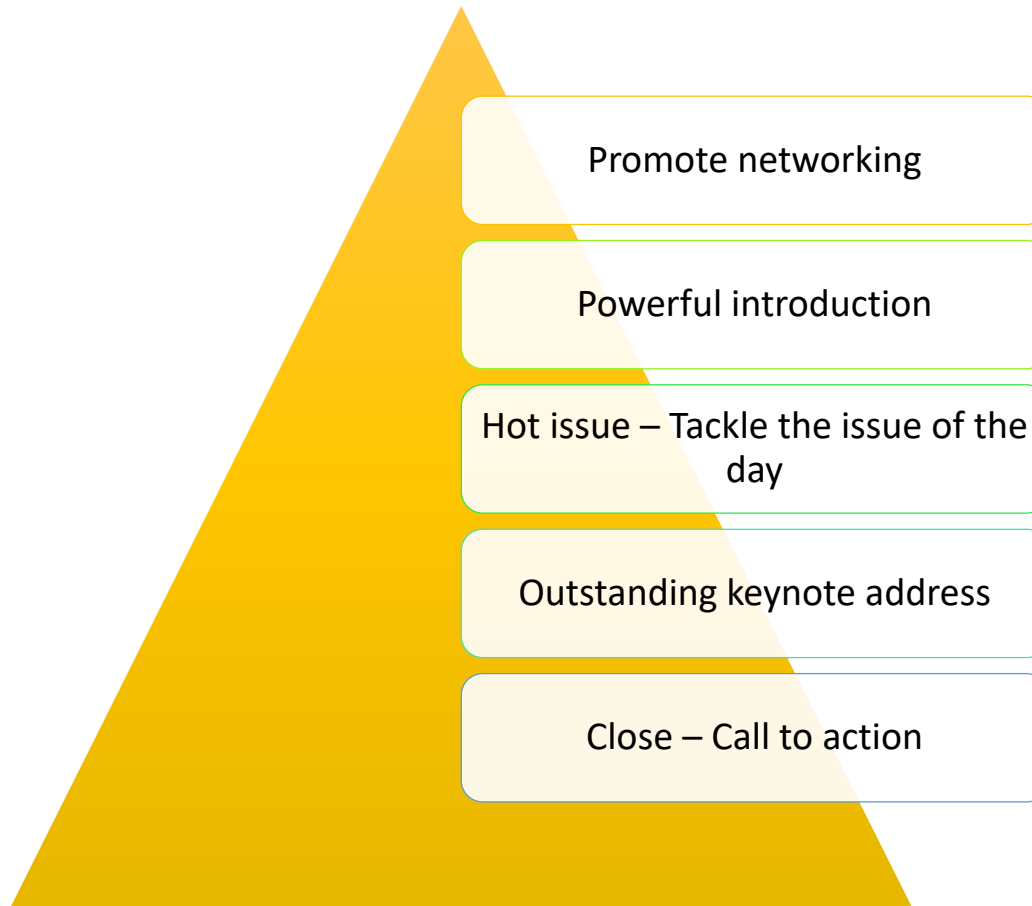 Promote networking
Powerful introduction
Hot issue – Tackle the issue of the
day
Outstanding keynote address
Close – Call to action